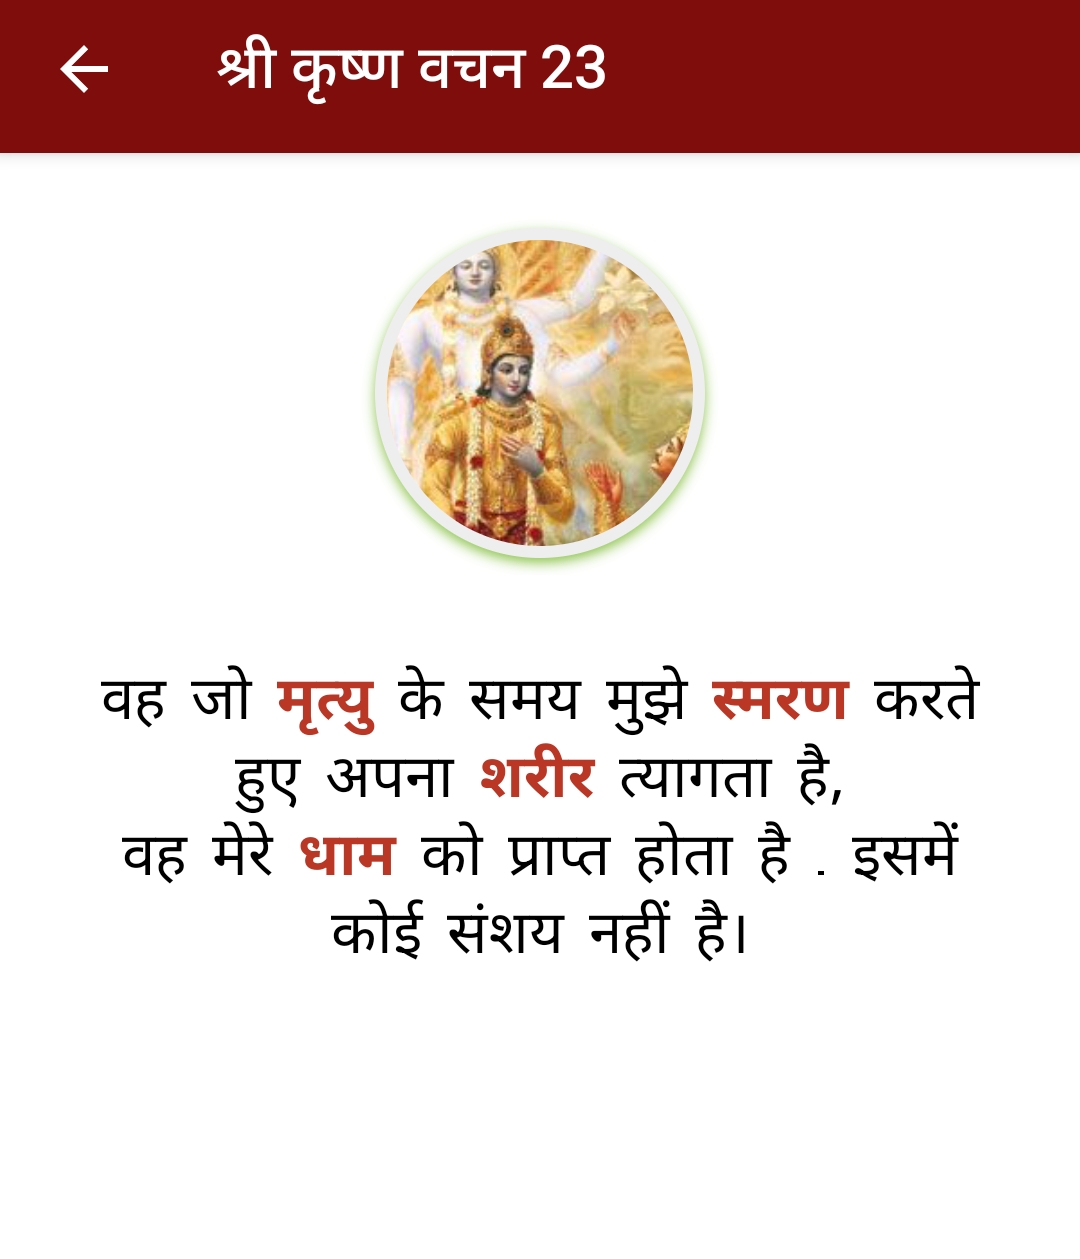 श्री कृष्ण वचन 23
वह जो मृत्यु के समय मुझे स्मरण करते
हुए अपना शरीर त्यागता है,
वह मेरे धाम को प्राप्त होता है . इसमें
कोई संशय नहीं है।